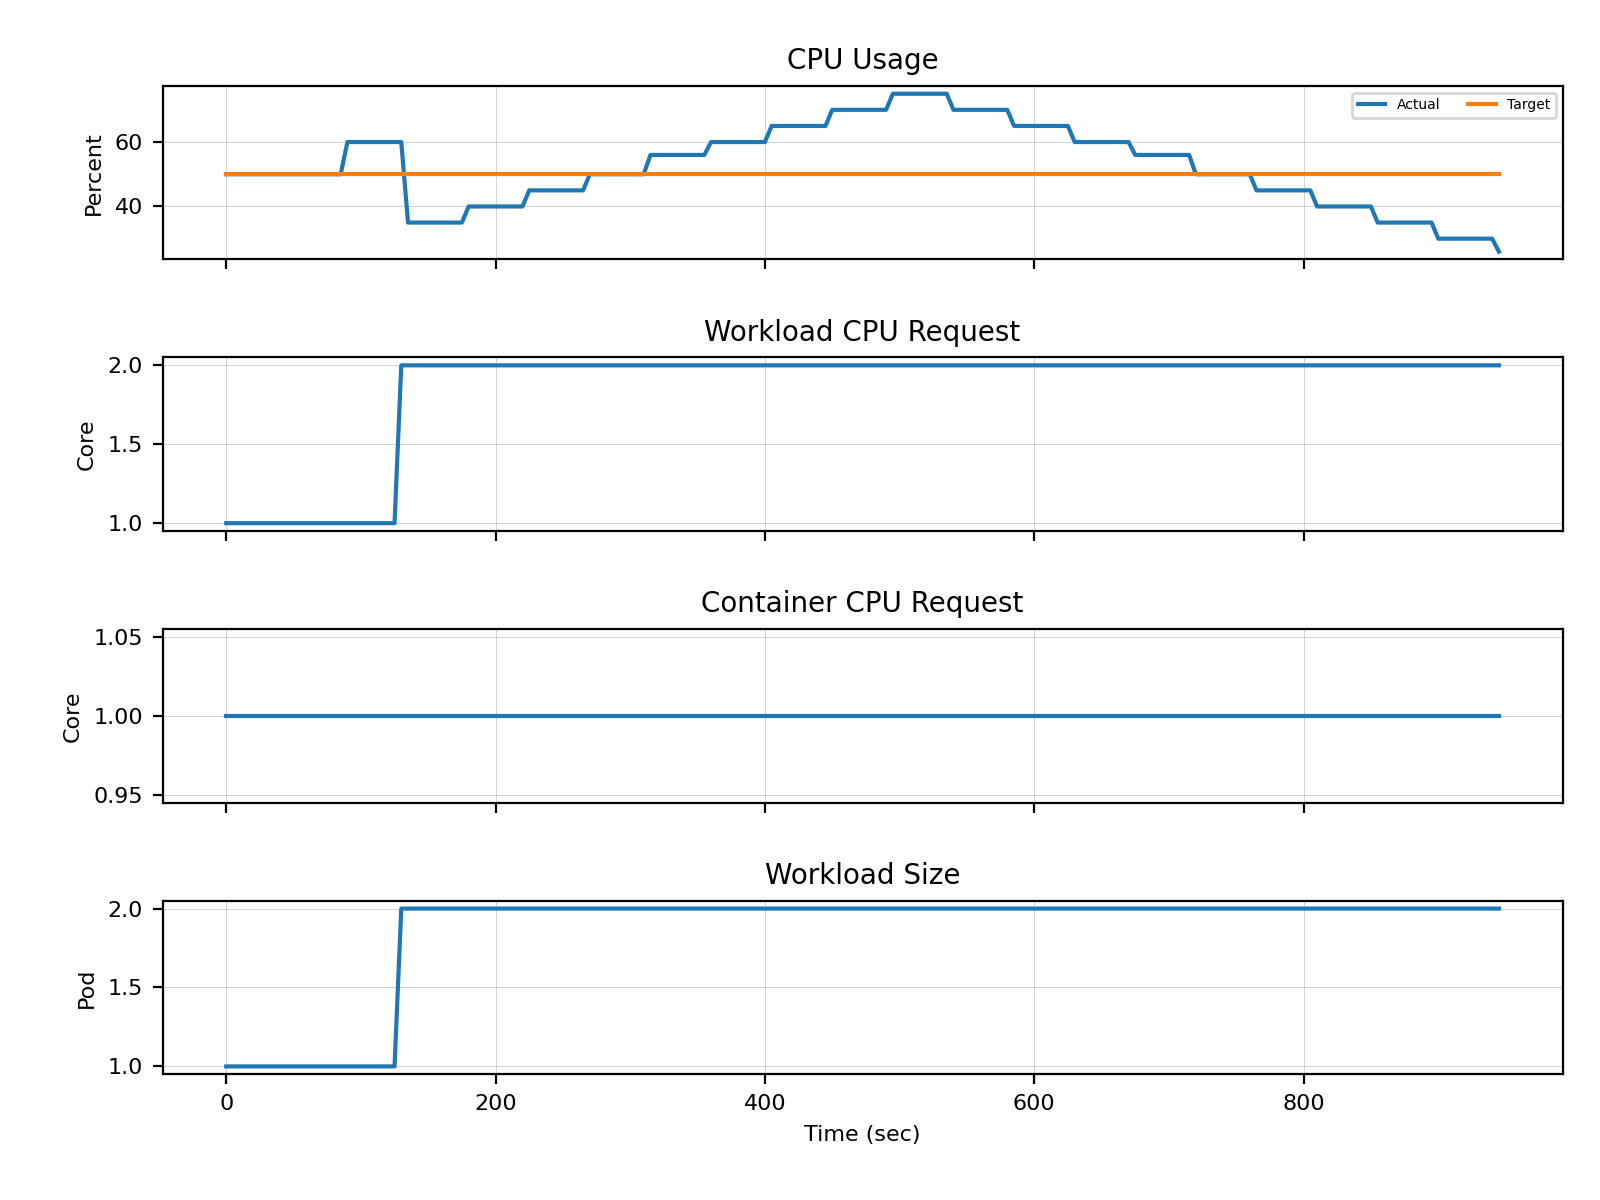 CPU Usage
Percent
60
40
Actual
Target
Workload CPU Request
Core
2.0
1.5
1.0
Container CPU Request
Core
1.05
1.00
0.95
Workload Size
Pod
2.0
1.5
1.0
0 200 400 600 800
Time (sec)